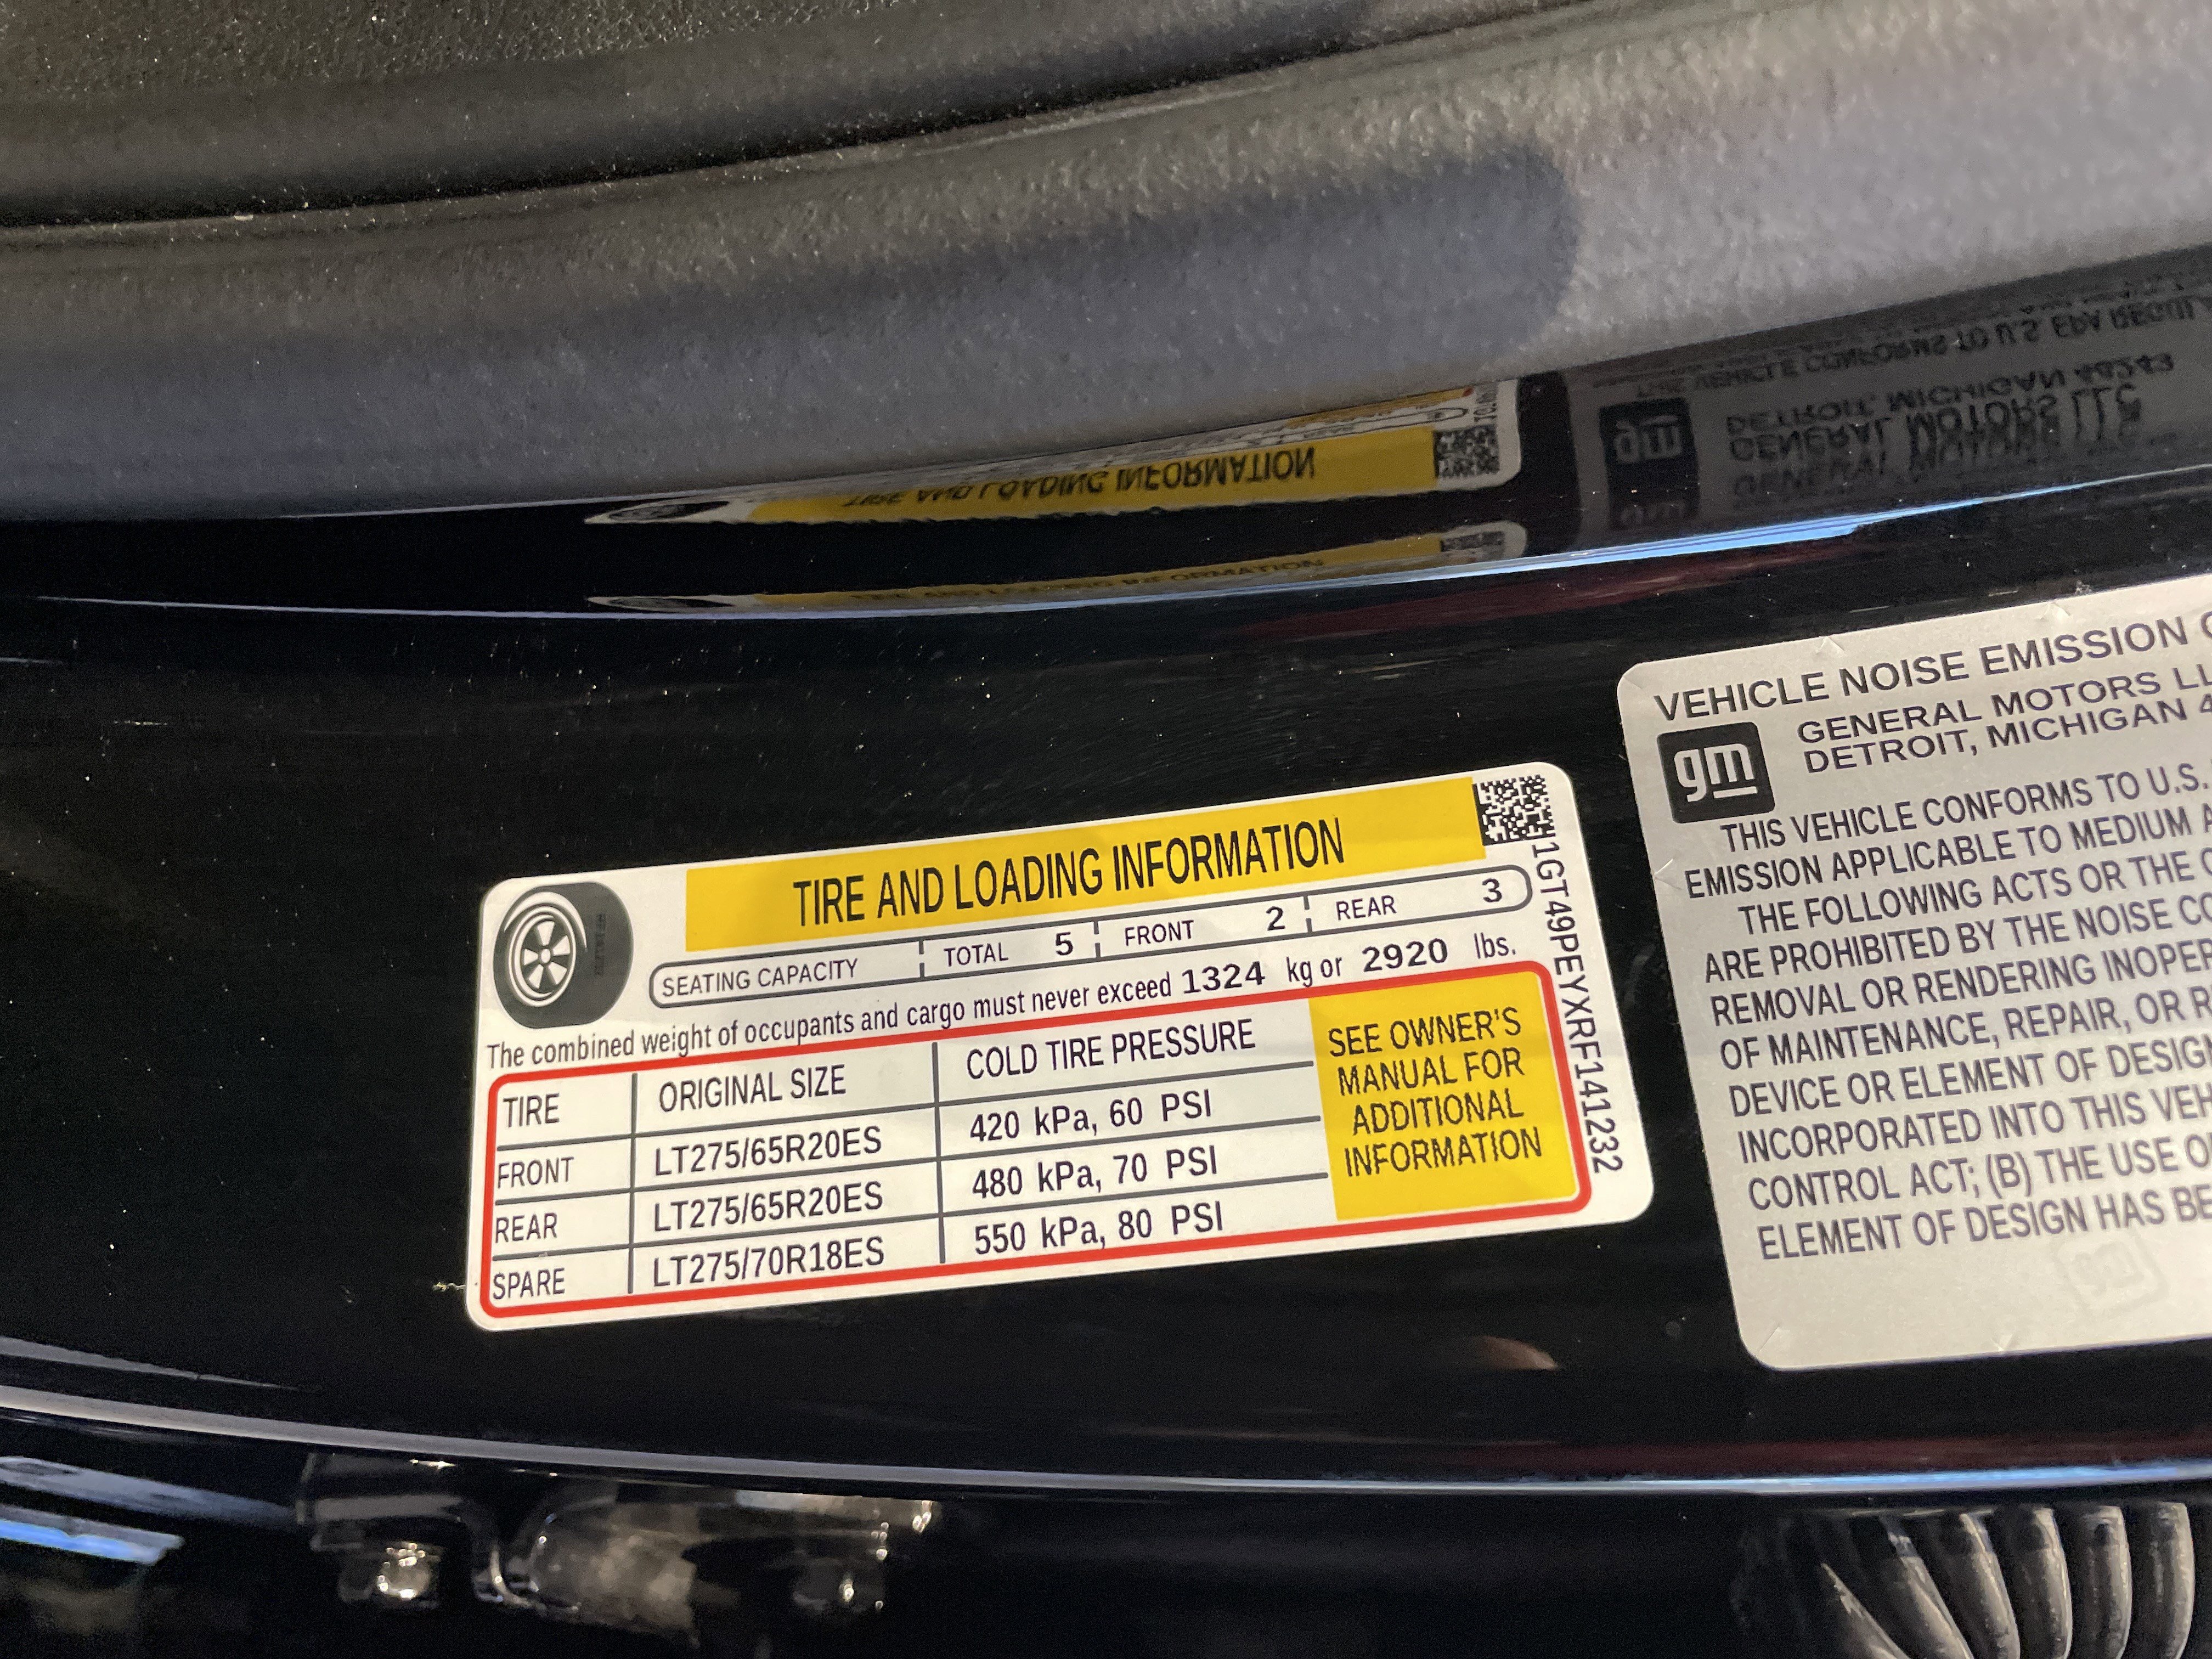 TIRE AND LOADING INFORMATION
SEATING CAPACITY TOTAL 5 FRONT 2 REAR 3
The combined weight of occupants and cargo must never exceed 1324 kg or 2920 lbs.
TIRE ORIGINAL SIZE COLD TIRE PRESSURE
FRONT LT275/65R20ES 420 kPa, 60 PSI
REAR LT275/65R20ES 480 kPa, 70 PSI
SPARE LT275/70R18ES 550 kPa, 80 PSI
SEE OWNER'S
MANUAL FOR
ADDITIONAL
INFORMATION
1GT49PEYXRF141232
VEHICLE NOISE EMISSION
gm
GENERAL MOTORS
DETROIT, MICHIGAN
THIS VEHICLE CONFORMS TO U.S.
EMISSION APPLICABLE TO MEDIUM
THE FOLLOWING ACTS OR THE
ARE PROHIBITED BY THE NOISE
REMOVAL OR RENDERING
OF MAINTENANCE, REPAIR, OR
DEVICE OR ELEMENT OF DESIGN
INCORPORATED INTO THIS
CONTROL ACT; (B) THE USE
ELEMENT OF DESIGN HAS
gm